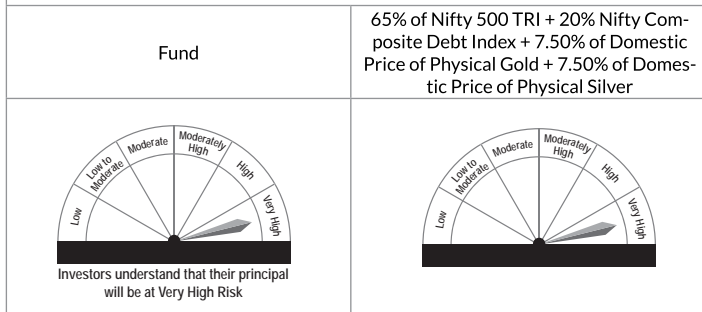 Fund
65% of Nifty 500 TRI + 20% Nifty Com-
posite Debt Index + 7.50% of Domestic
Price of Physical Gold + 7.50% of Domes-
tic Price of Physical Silver
Low
Low to
Moderate
Moderate
Moderately
High
High
Very High
Investors understand that their principal
will be at Very High Risk
Low
Low to
Moderate
Moderate
Moderately
High
High
Very High